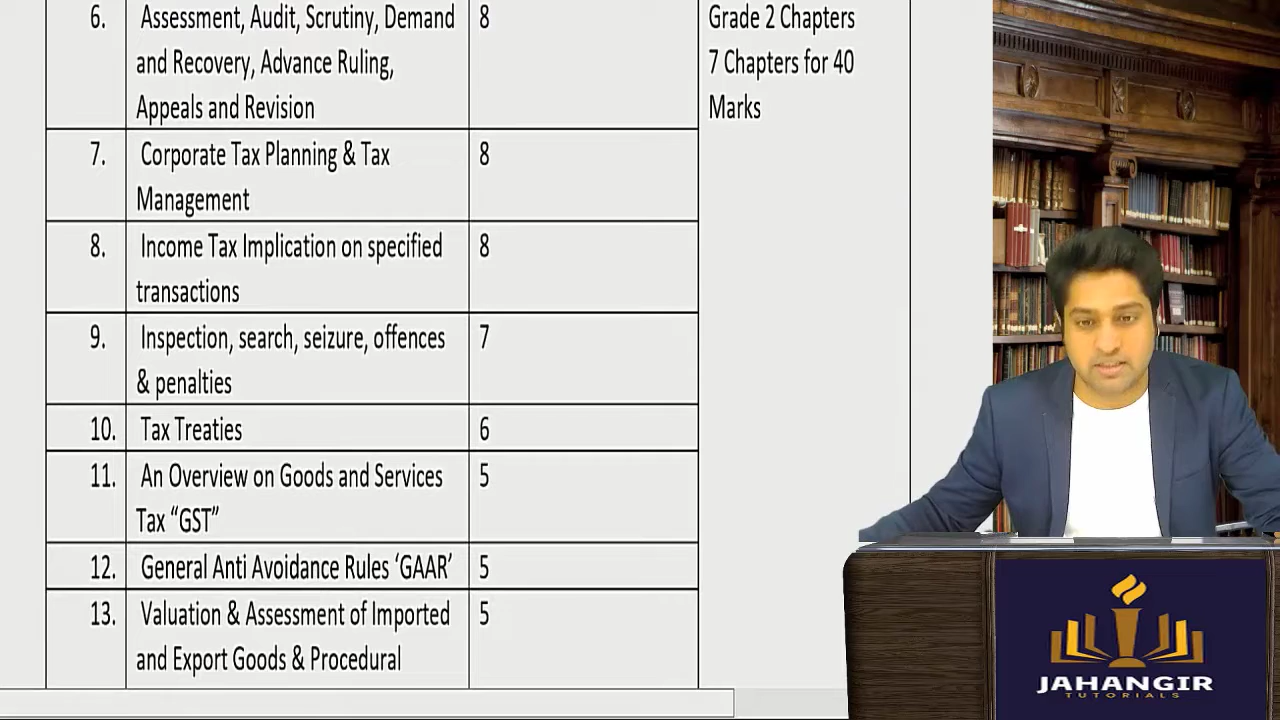 6. Assessment, Audit, Scrutiny, Demand 8 Grade 2 Chapters
and Recovery, Advance Ruling, 7 Chapters for 40
Appeals and Revision Marks
7. Corporate Tax Planning & Tax 8
Management
8. Income Tax Implication on specified 8
transactions
9. Inspection, search, seizure, offences 7
& penalties
10. Tax Treaties 6
11. An Overview on Goods and Services 5
Tax “GST”
12. General Anti Avoidance Rules ‘GAAR’ 5
13. Valuation & Assessment of Imported 5
and Export Goods & Procedural
JAHANGIR
TUTORIALS